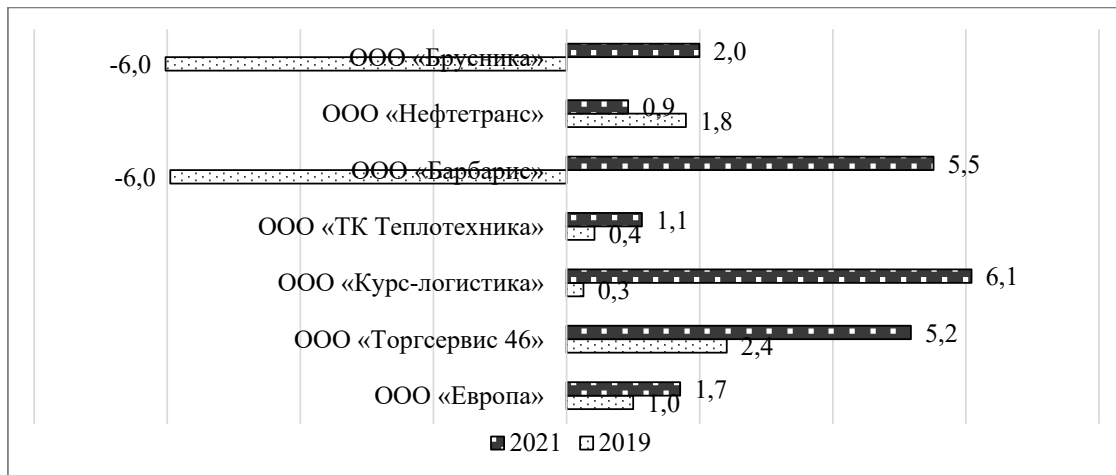 ООО «Брусника»
2,0
-6,0
ООО «Нефтетранс»
0,9
1,8
ООО «Барбарис»
5,5
-6,0
ООО «ТК Теплотехника»
1,1
0,4
ООО «Курс-логистика»
6,1
0,3
ООО «Торгсервис 46»
5,2
2,4
ООО «Европа»
1,7
1,0
2021 2019